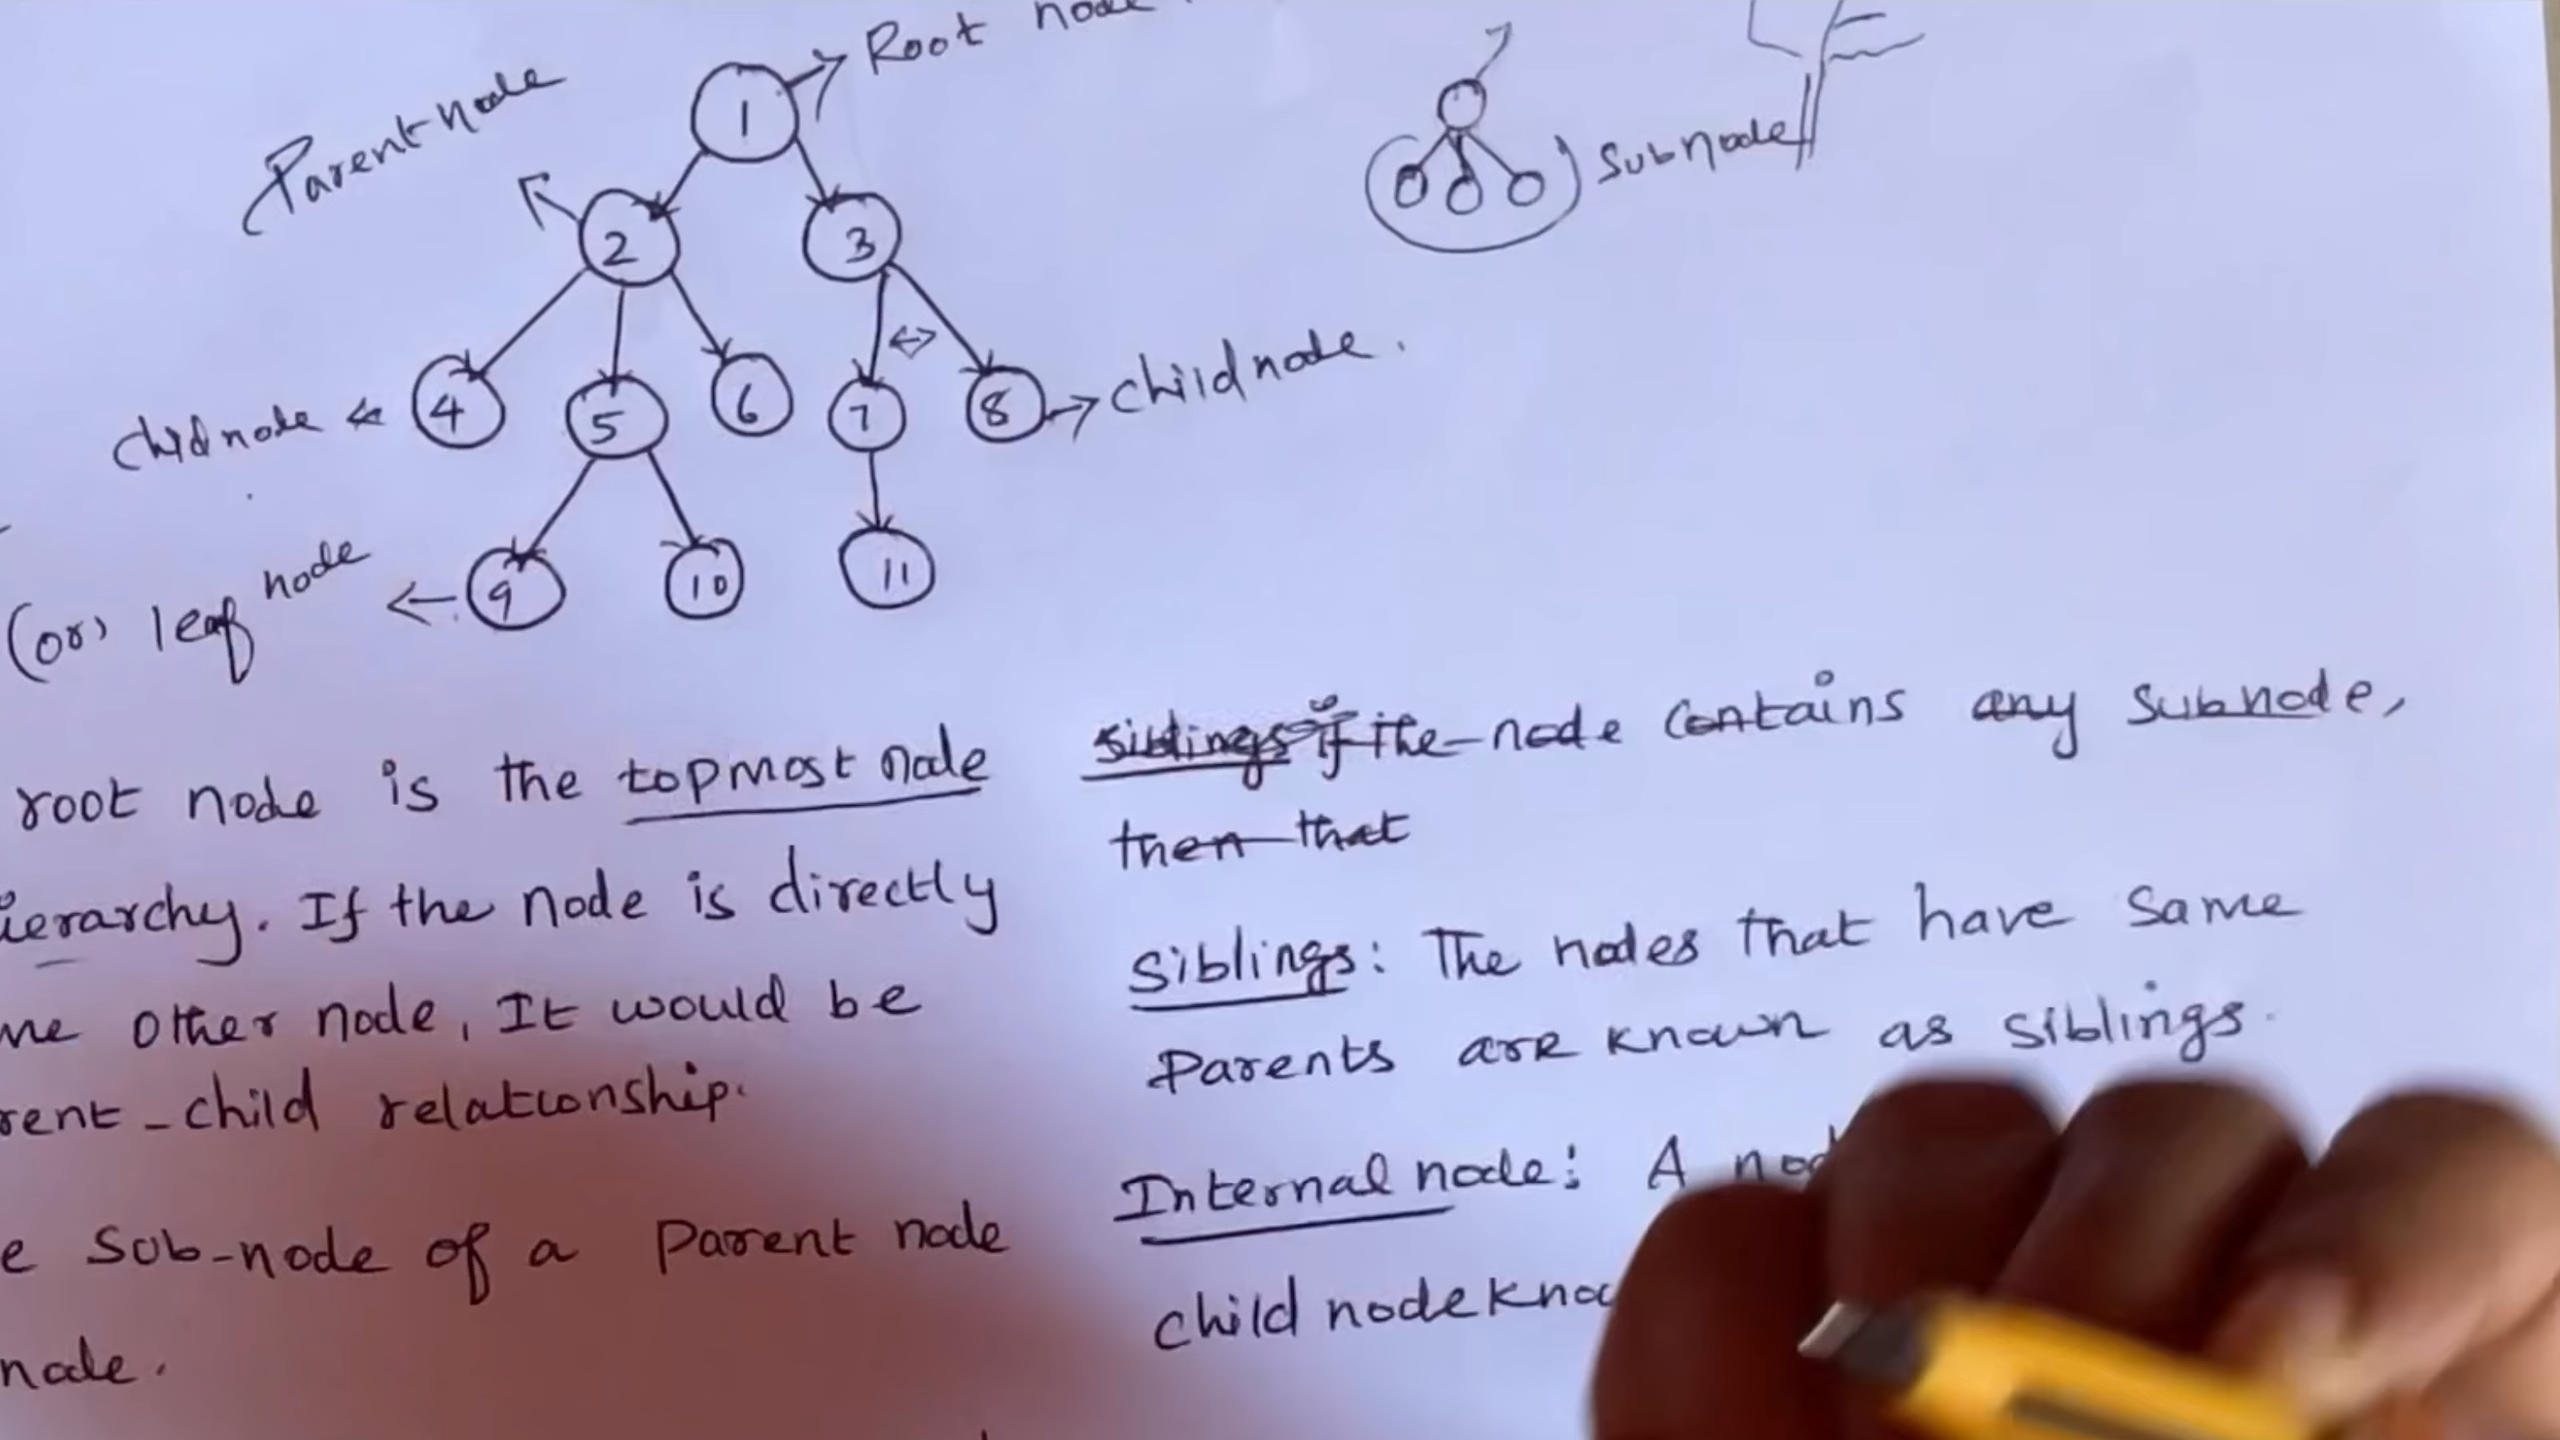 Root node
Parent node
1
Subnode
2
3
4
5
6
7
8
child node.
child node
9
10
11
(or) leaf node
root node is the topmost node
ierarchy. If the node is directly
me other node, It would be
rent-child relationship.
e sub-node of a parent node
node.
siblings if the node contains any subnode,
then that
Siblings: The nodes that have same
Parents are known as siblings.
Internal node: A nod
child node know